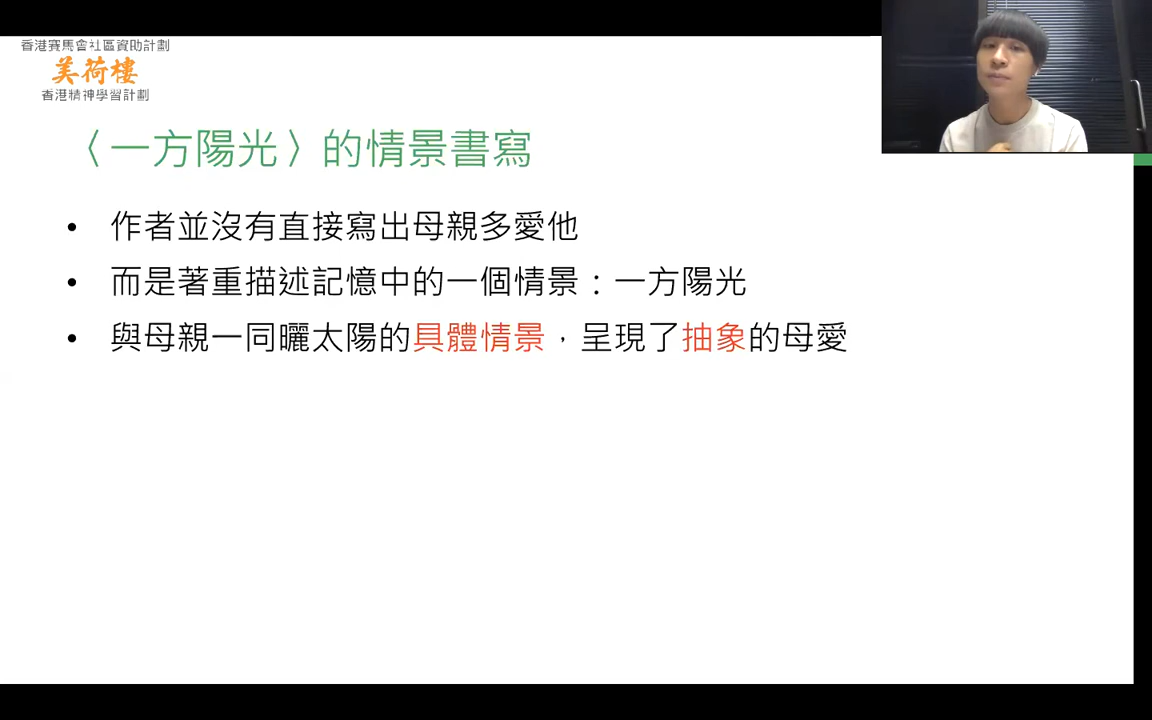 香港賽馬會社區資助計劃
美荷樓
香港精神學習計劃
〈一方陽光〉的情景書寫
• 作者並沒有直接寫出母親多愛他
• 而是著重描述記憶中的一個情景：一方陽光
• 與母親一同曬太陽的具體情景，呈現了抽象的母愛